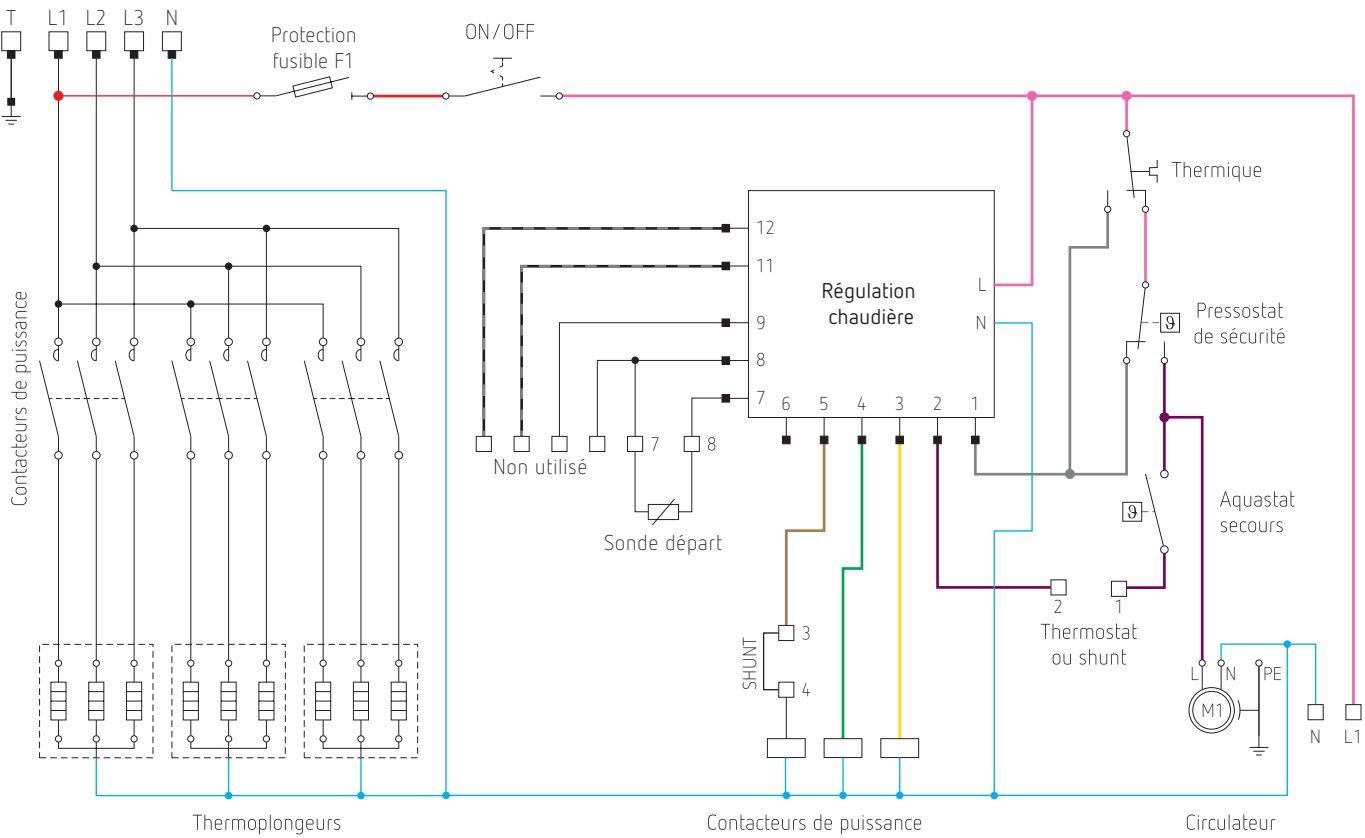 T L1 L2 L3 N
Protection
fusible F1
ON/OFF
Thermique
12
11
9
8
7
Régulation
chaudière
L
N
6 5 4 3 2 1
Pressostat
de sécurité
ϑ
Contacteurs de puissance
7 8
Non utilisé
Sonde départ
ϑ
Aquastat
secours
2 1
Thermostat
ou shunt
SHUNT
3
4
L N PE
M1
N L1
Thermoplongeurs
Contacteurs de puissance
Circulateur